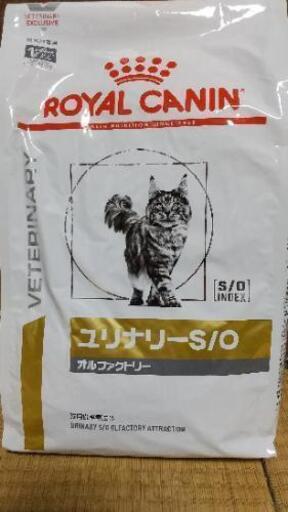 VETERINARY
EXCLUSIVE
ROYAL CANIN
VETERINARY
S/O
INDEX
ユリナリーS/O
オルファクトリー
URINARY S/O OLFACTORY ATTRACTION